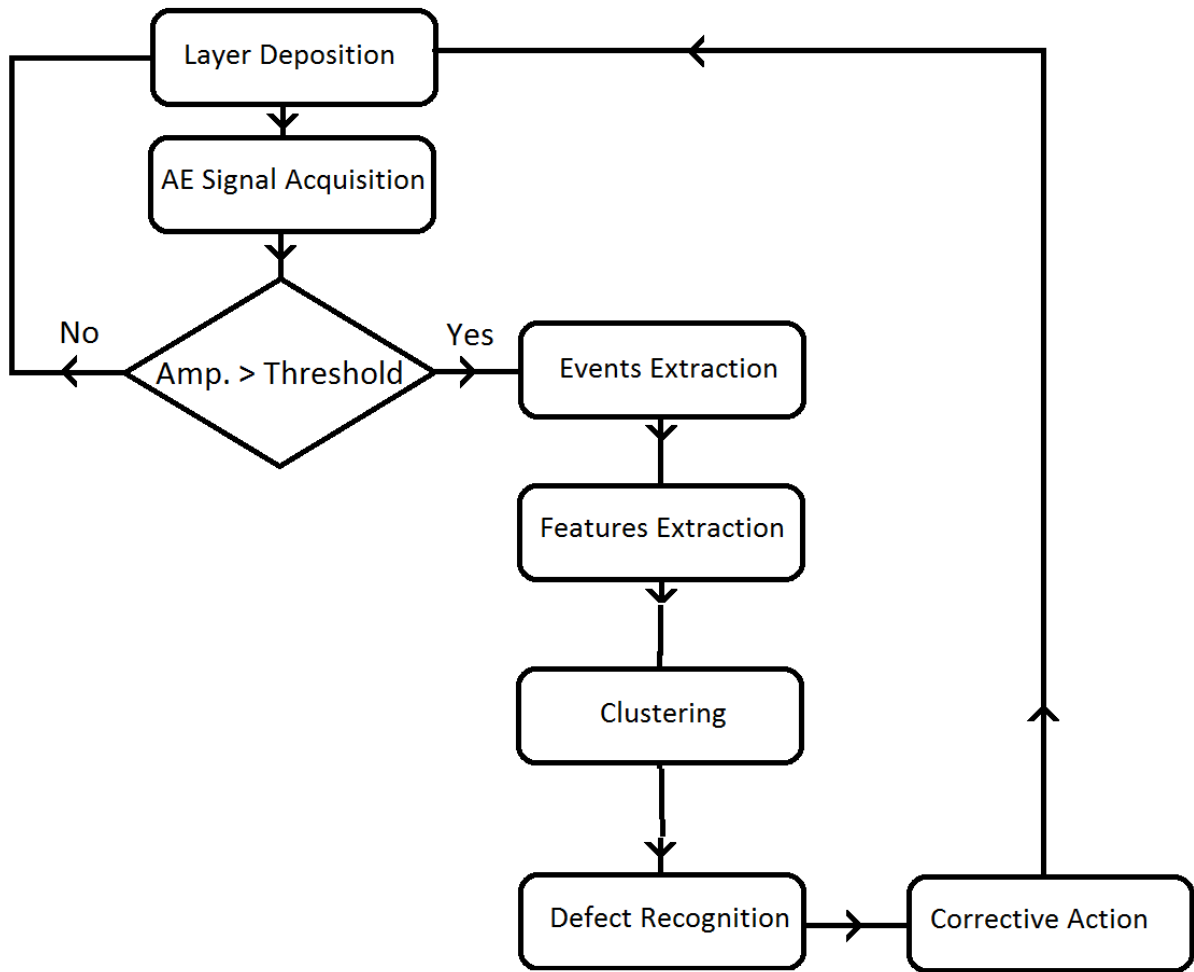 Layer Deposition
AE Signal Acquisition
No
Yes
Amp. > Threshold
Events Extraction
Features Extraction
Clustering
Defect Recognition
Corrective Action